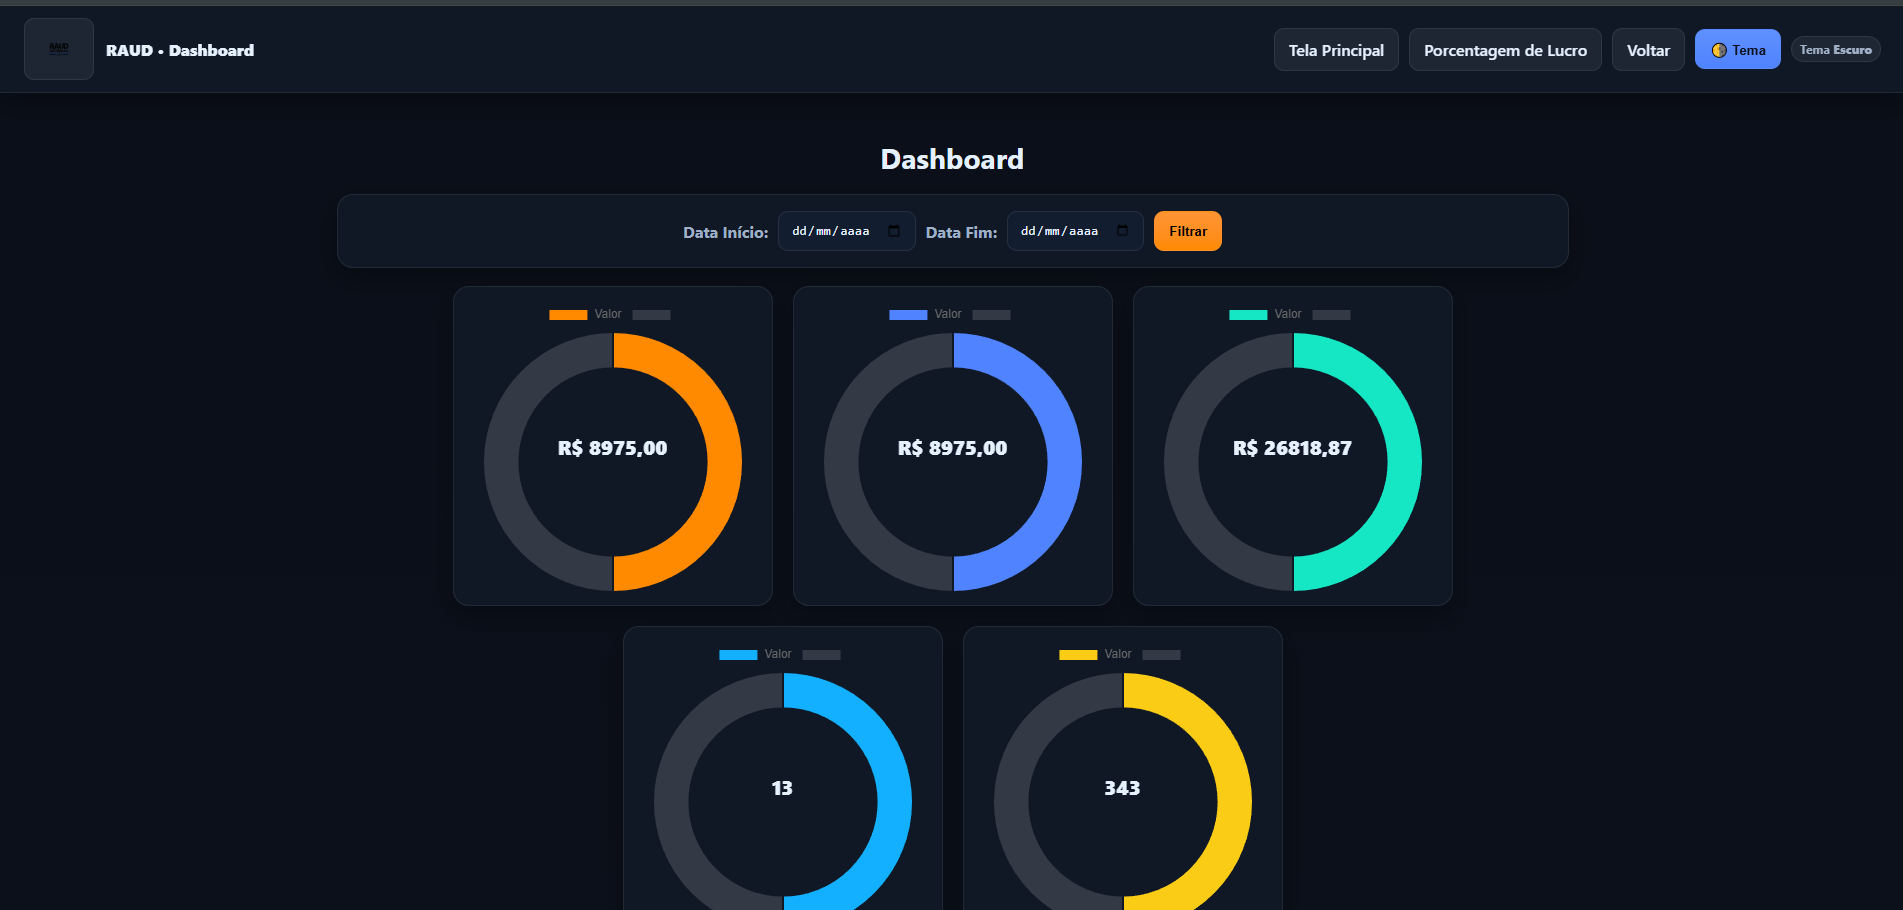 RAUD
RAUD • Dashboard
Tela Principal
Porcentagem de Lucro
Voltar
Tema
Tema Escuro
Dashboard
Data Início: dd/mm/aaaa Data Fim: dd/mm/aaaa Filtrar
Valor
R$ 8975,00
Valor
R$ 8975,00
Valor
R$ 26818,87
Valor
13
Valor
343